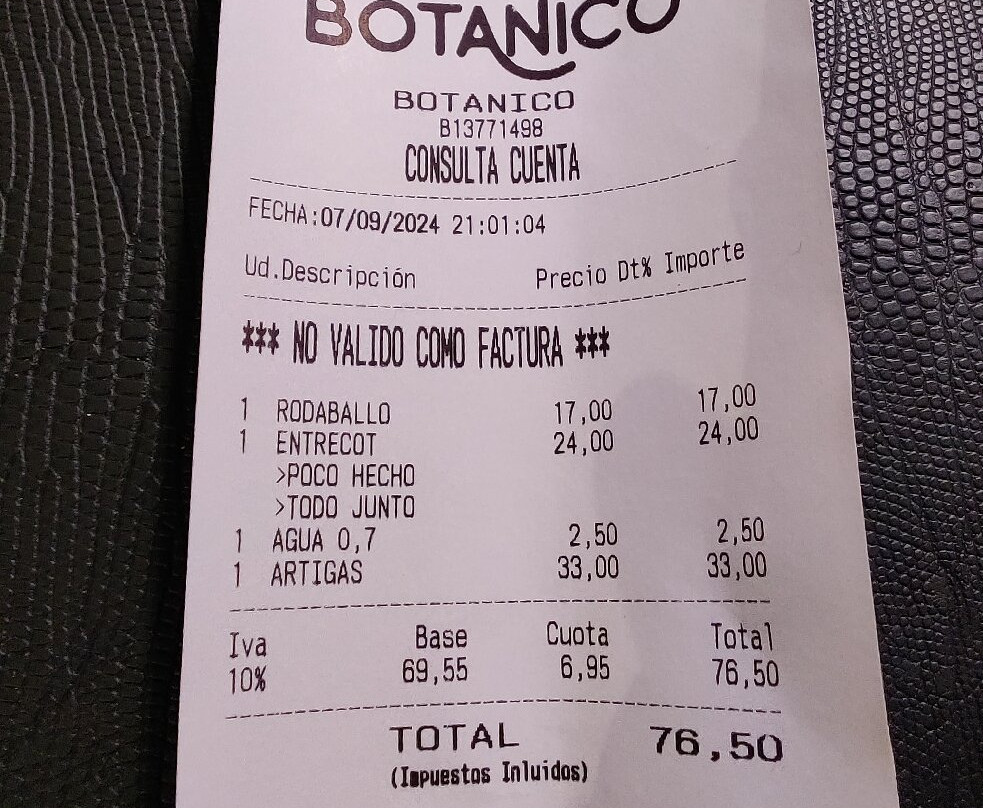 BOTANICO
BOTANICO
B13771498
CONSULTA CUENTA
FECHA:07/09/2024 21:01:04
Ud.Descripción Precio Dt% Importe
*** NO VALIDO COMO FACTURA ***
1 RODABALLO 17,00 17,00
1 ENTRECOT 24,00 24,00
>POCO HECHO
>TODO JUNTO
1 AGUA 0,7 2,50 2,50
1 ARTIGAS 33,00 33,00
Iva Base Cuota Total
10% 69,55 6,95 76,50
TOTAL 76,50
(Impuestos Inluidos)